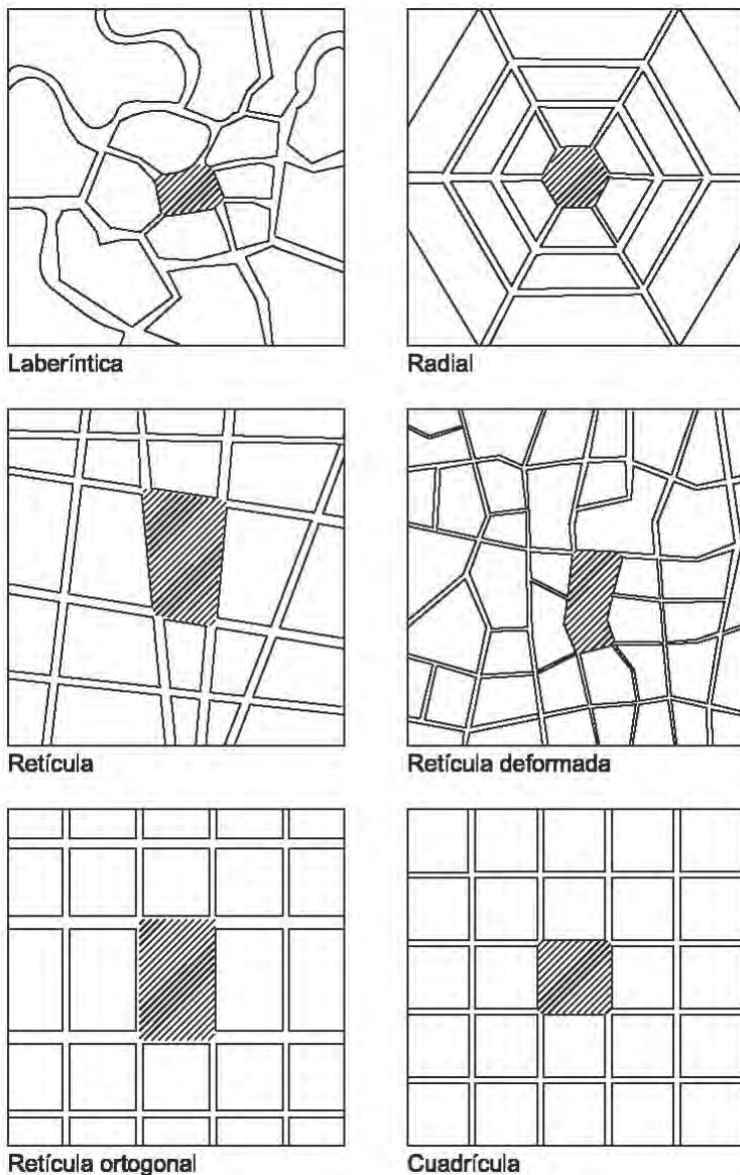 Laberíntica
Radial
Retícula
Retícula deformada
Retícula ortogonal
Cuadrícula